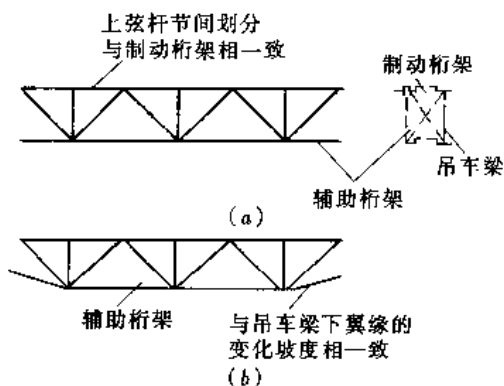 上弦杆节间划分
与制动桁架相一致
制动桁架
吊车梁
辅助桁架
(a)
辅助桁架
与吊车梁下翼缘的
变化坡度相一致
(b)